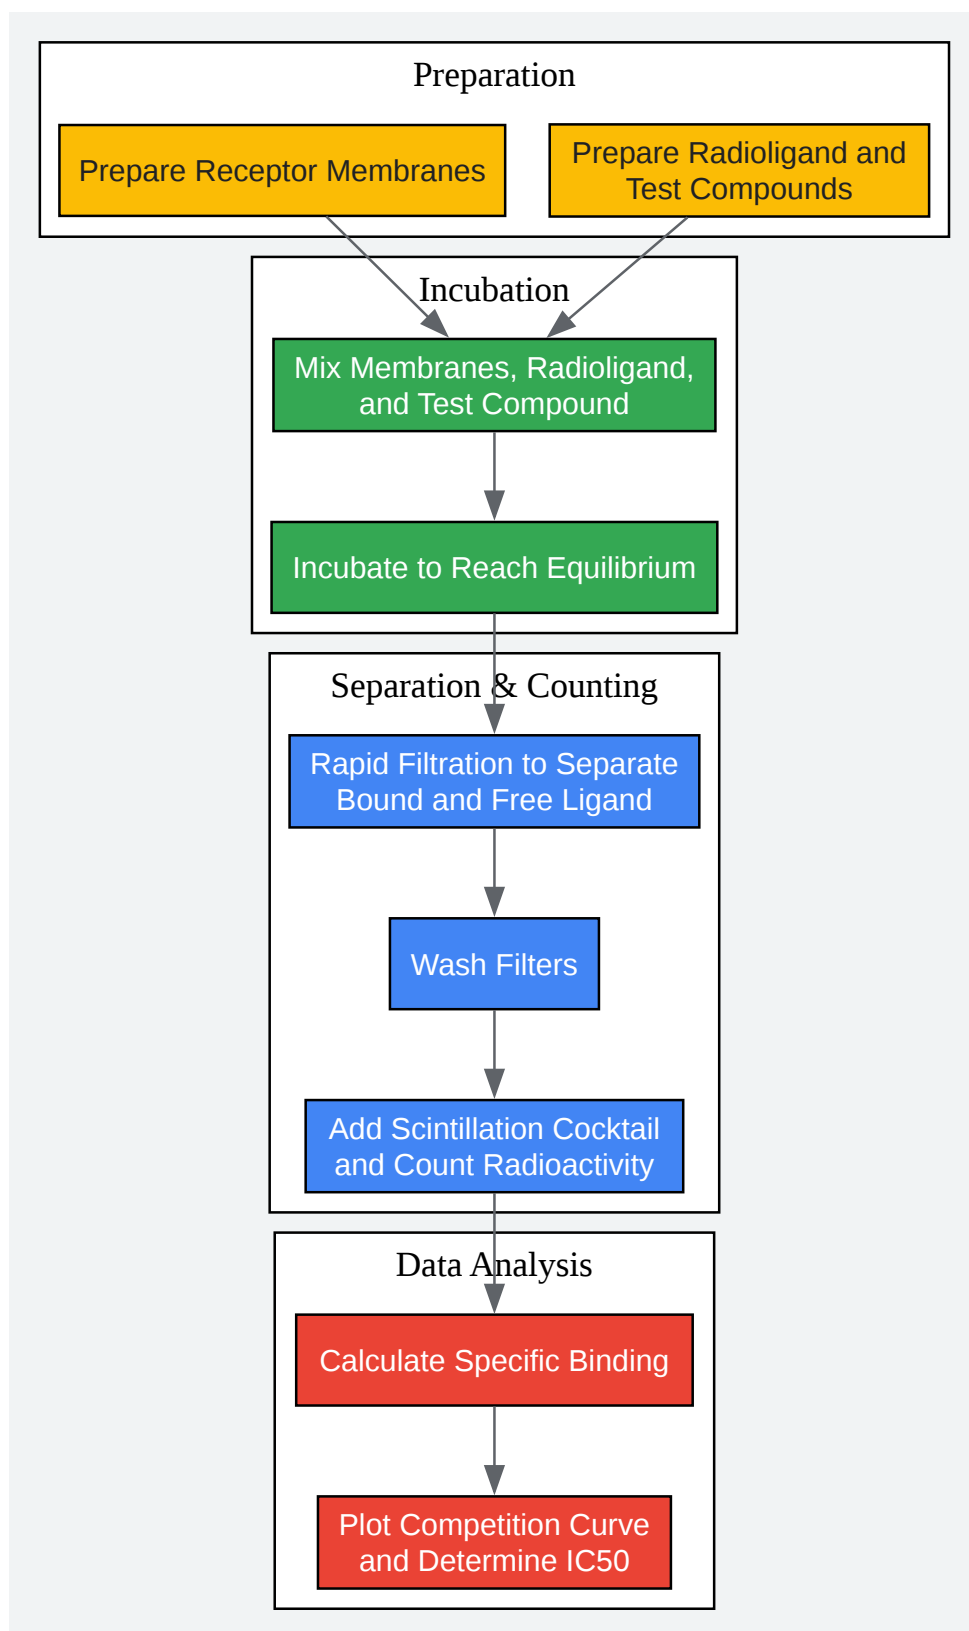 Preparation
Prepare Receptor Membranes
Prepare Radioligand and
Test Compounds
Incubation
Mix Membranes, Radioligand,
and Test Compound
Incubate to Reach Equilibrium
Separation & Counting
Rapid Filtration to Separate
Bound and Free Ligand
Wash Filters
Add Scintillation Cocktail
and Count Radioactivity
Data Analysis
Calculate Specific Binding
Plot Competition Curve
and Determine IC50